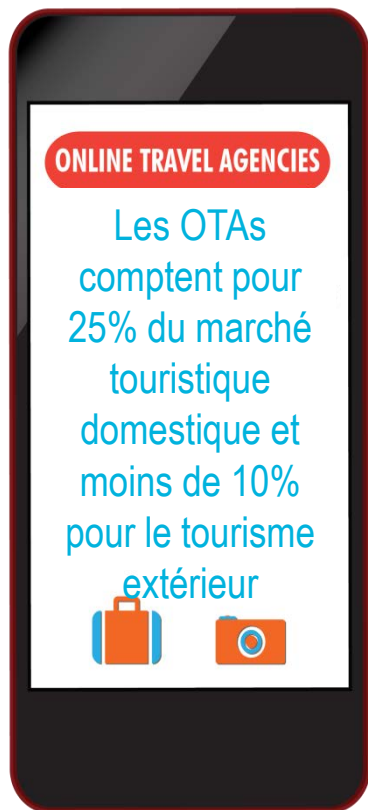 ONLINE TRAVEL AGENCIES
Les OTAs
comptent pour
25% du marché
touristique
domestique et
moins de 10%
pour le tourisme
extérieur